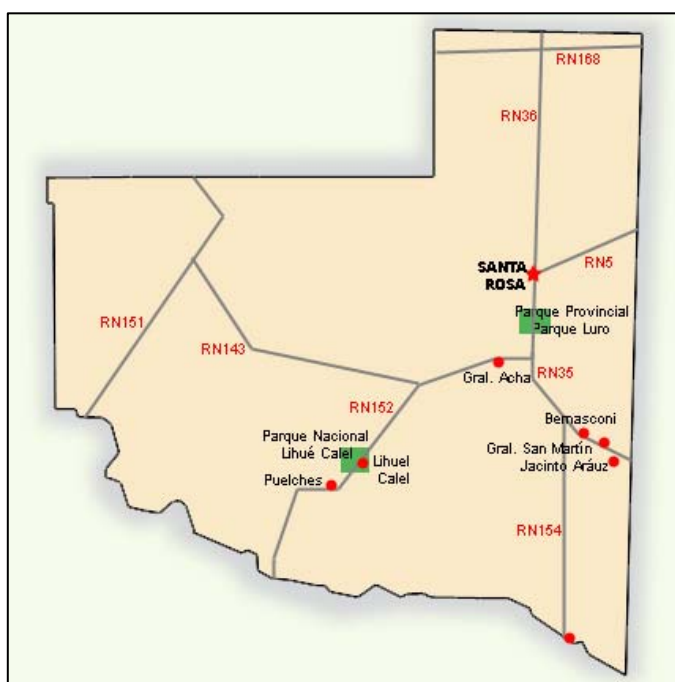 RN168
RN36
SANTA
ROSA
RN5
Parque Provincial
Parque Luro
RN151
RN143
Gral. Acha
RN35
RN152
Bernasconi
Parque Nacional
Lihué Calel
Lihuel
Calel
Gral. San Martín
Jacinto Aráuz
Puelches
RN154